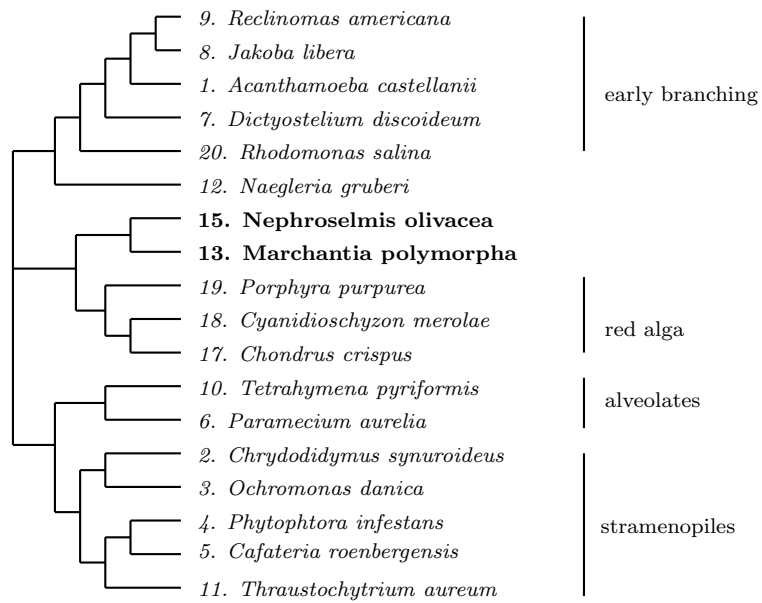 9. Reclinomas americana
8. Jakoba libera
1. Acanthamoeba castellanii
early branching
7. Dictyostelium discoideum
20. Rhodomonas salina
12. Naegleria gruberi
15. Nephroselmis olivacea
13. Marchantia polymorpha
19. Porphyra purpurea
18. Cyanidioschyzon merolae
red alga
17. Chondrus crispus
10. Tetrahymena pyriformis
alveolates
6. Paramecium aurelia
2. Chrydodidymus synuroideus
3. Ochromonas danica
4. Phytophtora infestans
stramenopiles
5. Cafateria roenbergensis
11. Thraustochytrium aureum